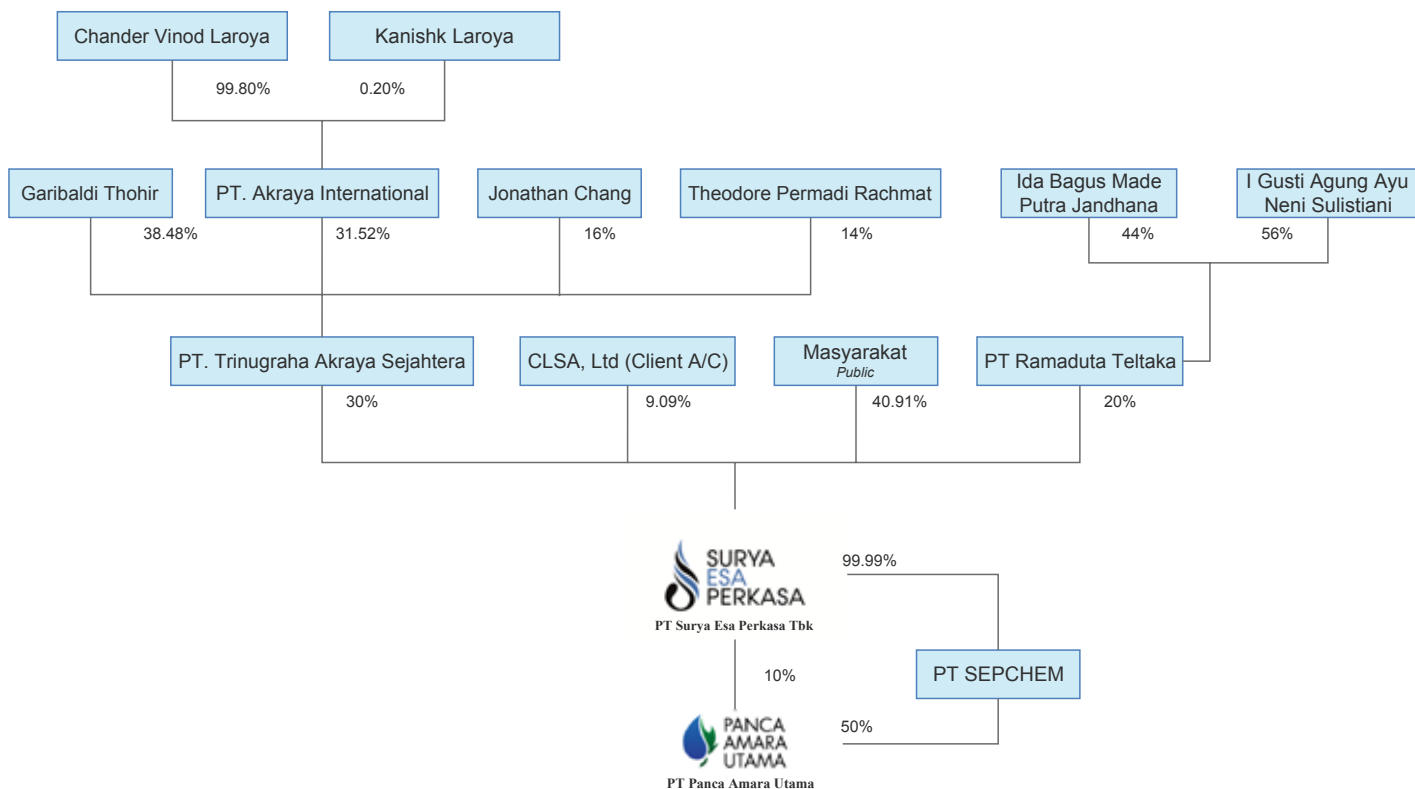 Chander Vinod Laroya
Kanishk Laroya
99.80%
0.20%
Garibaldi Thohir
PT. Akraya International
Jonathan Chang
Theodore Permadi Rachmat
Ida Bagus Made
Putra Jandhana
I Gusti Agung Ayu
Neni Sulistiani
38.48%
31.52%
16%
14%
44%
56%
PT. Trinugraha Akraya Sejahtera
CLSA, Ltd (Client A/C)
Masyarakat
Public
PT Ramaduta Teltaka
30%
9.09%
40.91%
20%
SURYA
ESA
PERKASA
PT Surya Esa Perkasa Tbk
99.99%
10%
PT SEPCHEM
PANCA
AMARA
UTAMA
PT Panca Amara Utama
50%